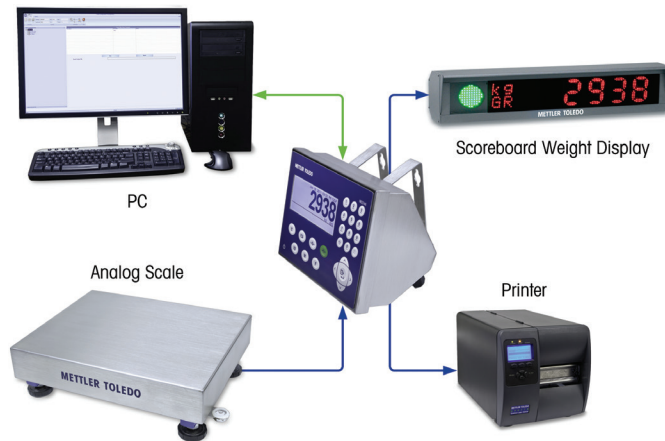 kg
GR
2938
METTLER TOLEDO
Scoreboard Weight Display
PC
METTLER TOLEDO
2938
Analog Scale
METTLER TOLEDO
Printer